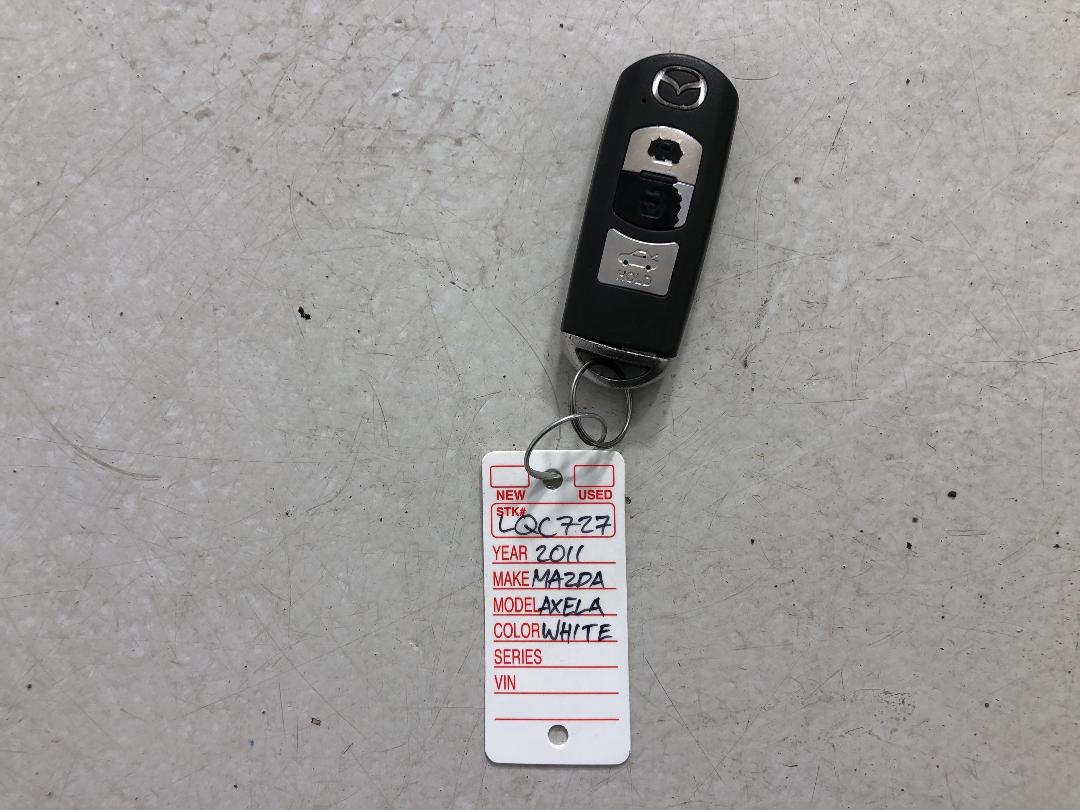 HOLD
NEW USED
STK# LQC727
YEAR 2011
MAKE MAZDA
MODEL AXELA
COLOR WHITE
SERIES
VIN